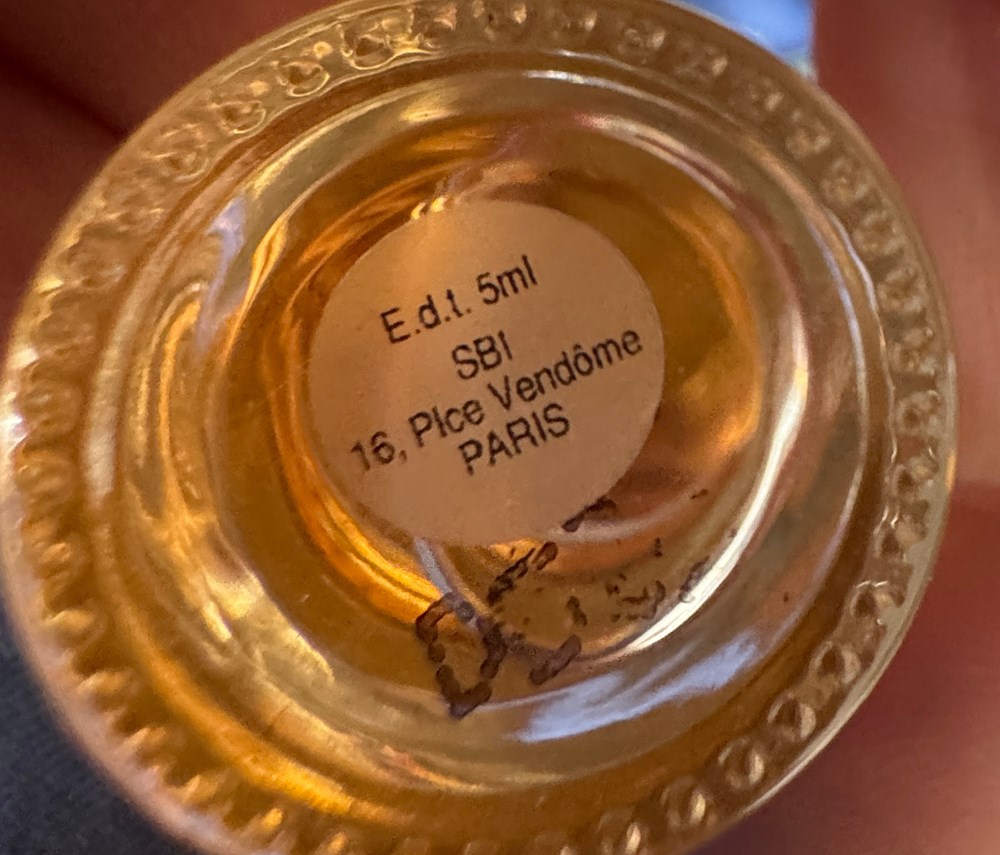 E.d.t. 5ml
SBI
16, Plce Vendôme
PARIS